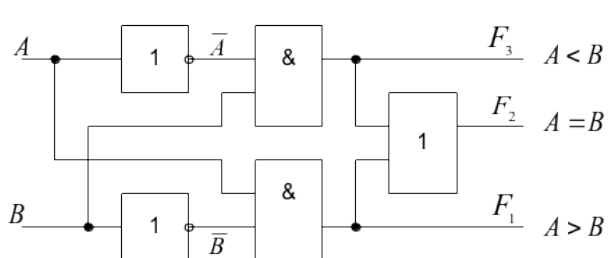 A 1 A̅ & F₃ A < B
1 F₂ A = B
B 1 B̅ & F₁ A > B